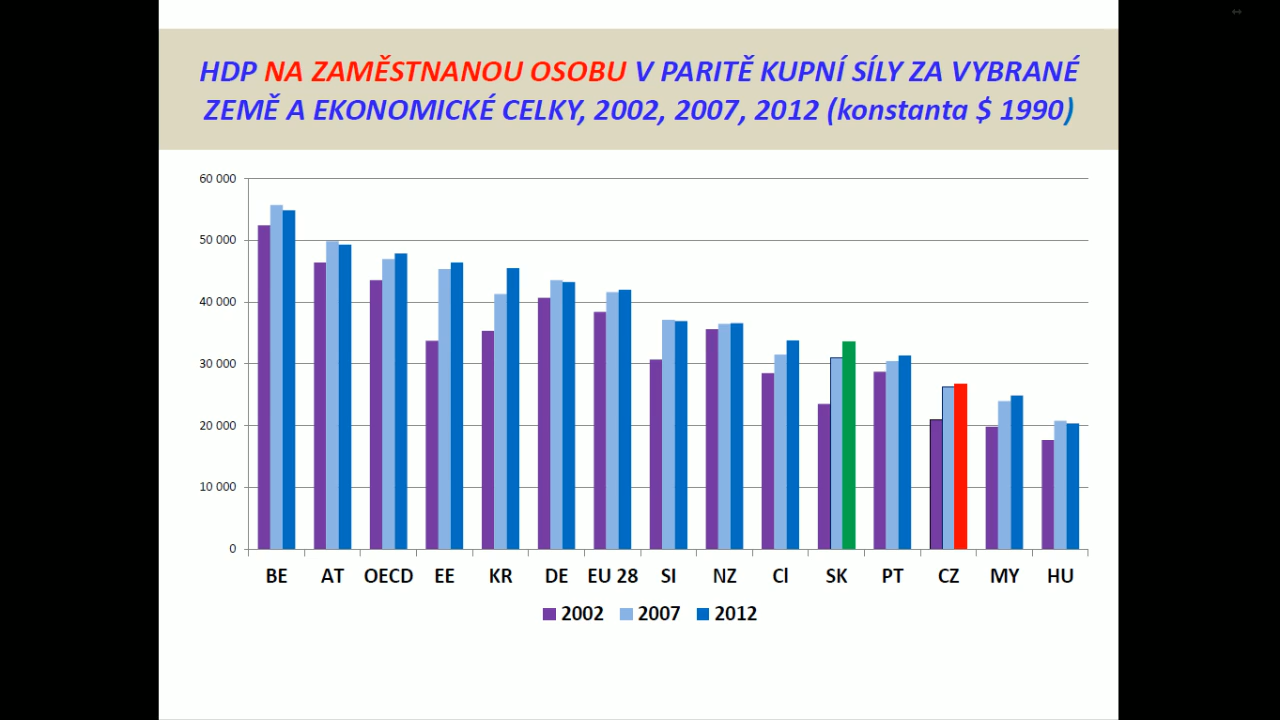 HDP NA ZAMĚSTNANOU OSOBU V PARITĚ KUPNÍ SÍLY ZA VYBRANÉ
ZEMĚ A EKONOMICKÉ CELKY, 2002, 2007, 2012 (konstanta $ 1990)
60 000
50 000
40 000
30 000
20 000
10 000
0
BE AT OECD EE KR DE EU 28 SI NZ Cl SK PT CZ MY HU
2002 2007 2012